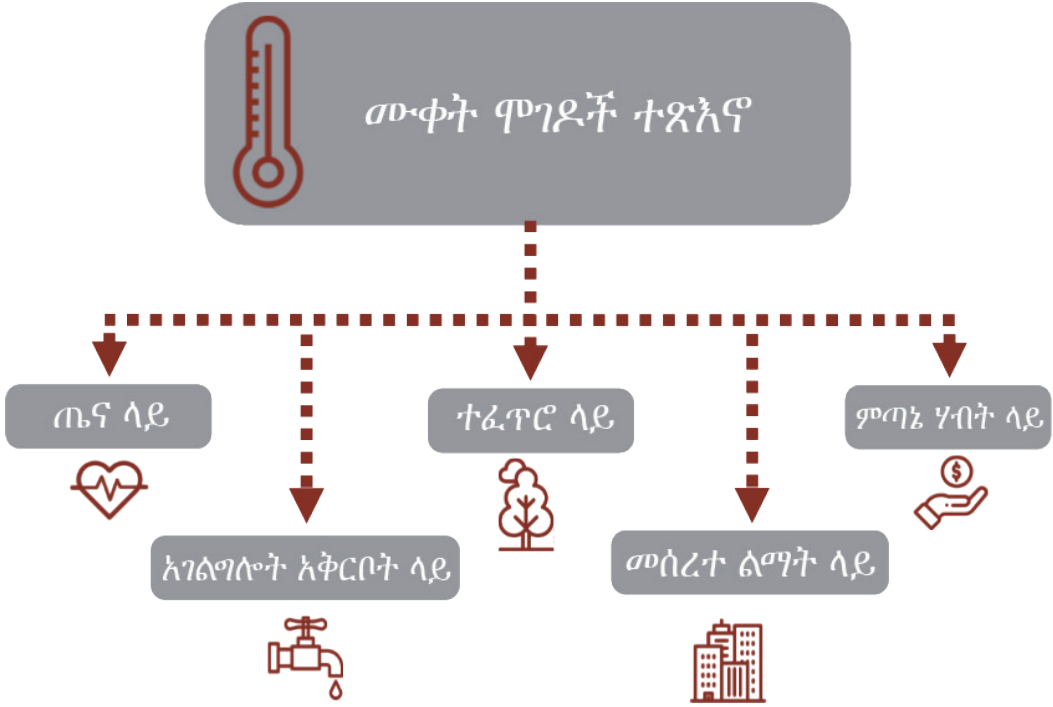 ሙቀት ሞገዶች ተጽእኖ
ጤና ላይ
ተፈጥሮ ላይ
ምጣኔ ሃብት ላይ
አገልግሎት አቅርቦት ላይ
መሰረተ ልማት ላይ